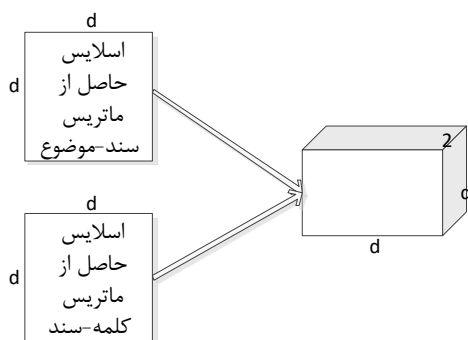 d
d
اسلایس
حاصل از
ماتریس
سند-موضوع
2
d
d
d
d
اسلایس
حاصل از
ماتریس
کلمه-سند